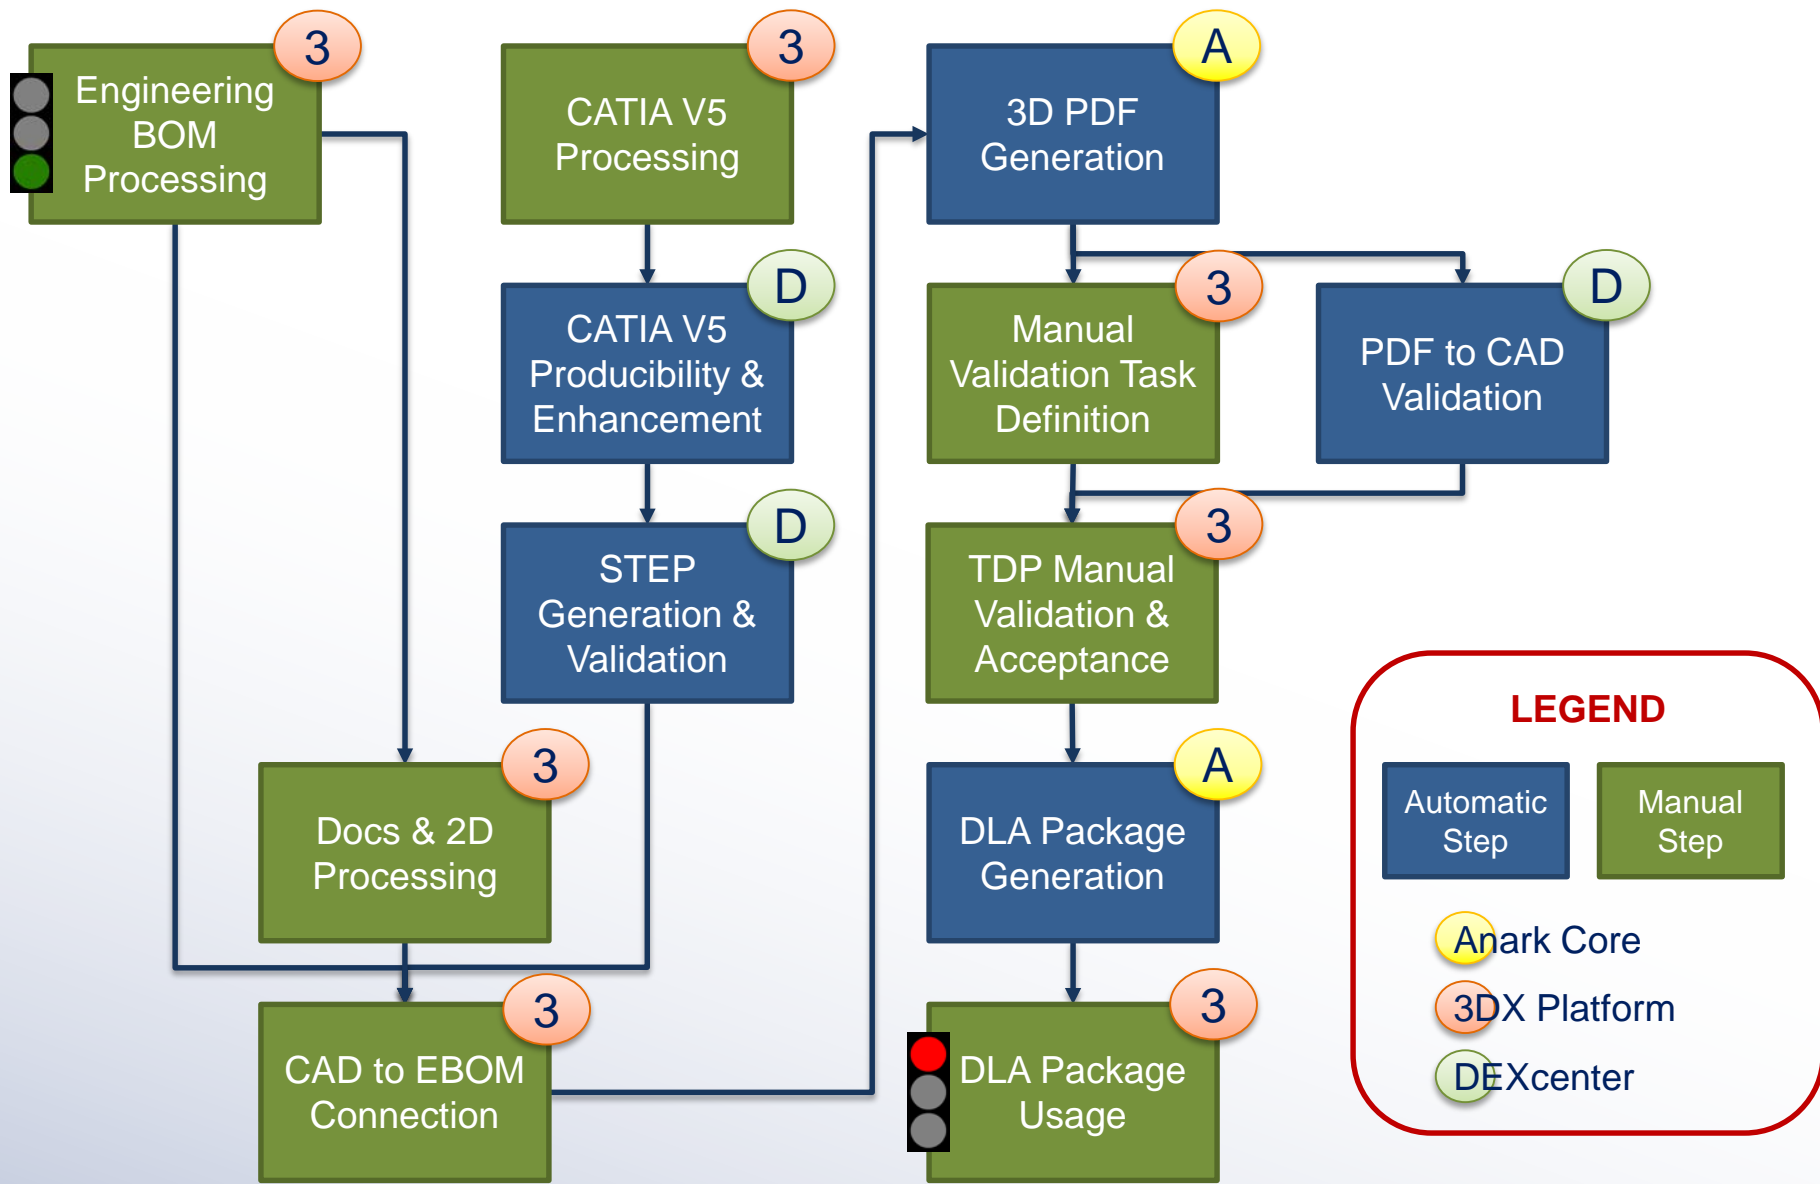 3
Engineering
BOM
Processing
3
CATIA V5
Processing
D
CATIA V5
Producibility &
Enhancement
D
STEP
Generation &
Validation
3
Docs & 2D
Processing
3
CAD to EBOM
Connection
A
3D PDF
Generation
3
Manual
Validation Task
Definition
D
PDF to CAD
Validation
3
TDP Manual
Validation &
Acceptance
A
DLA Package
Generation
3
DLA Package
Usage
LEGEND
Automatic
Step
Manual
Step
Anark Core
3DX Platform
DEXcenter